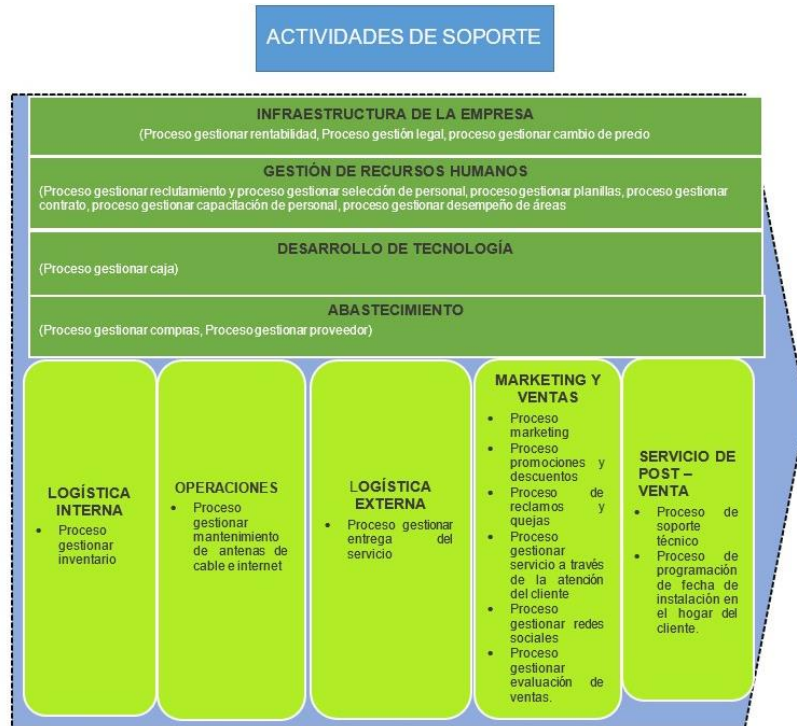 ACTIVIDADES DE SOPORTE
INFRAESTRUCTURA DE LA EMPRESA
(Proceso gestionar rentabilidad, Proceso gestión legal, proceso gestionar cambio de precio
GESTIÓN DE RECURSOS HUMANOS
(Proceso gestionar reclutamiento y proceso gestionar selección de personal, proceso gestionar planillas, proceso gestionar
contrato, proceso gestionar capacitación de personal, proceso gestionar desempeño de áreas
DESARROLLO DE TECNOLOGÍA
(Proceso gestionar caja)
ABASTECIMIENTO
(Proceso gestionar compras, Proceso gestionar proveedor)
LOGÍSTICA
INTERNA
• Proceso
gestionar
inventario
OPERACIONES
• Proceso
gestionar
mantenimiento
de antenas de
cable e internet
LOGÍSTICA
EXTERNA
• Proceso gestionar
entrega del
servicio
MARKETING Y
VENTAS
• Proceso
marketing
• Proceso
promociones y
descuentos
• Proceso de
reclamos y
quejas
• Proceso
gestionar
servicio a través
de la atención
del cliente
• Proceso
gestionar redes
sociales
• Proceso
gestionar
evaluación de
ventas.
SERVICIO DE
POST –
VENTA
• Proceso de
soporte
técnico
• Proceso de
programación
de fecha de
instalación en
el hogar del
cliente.